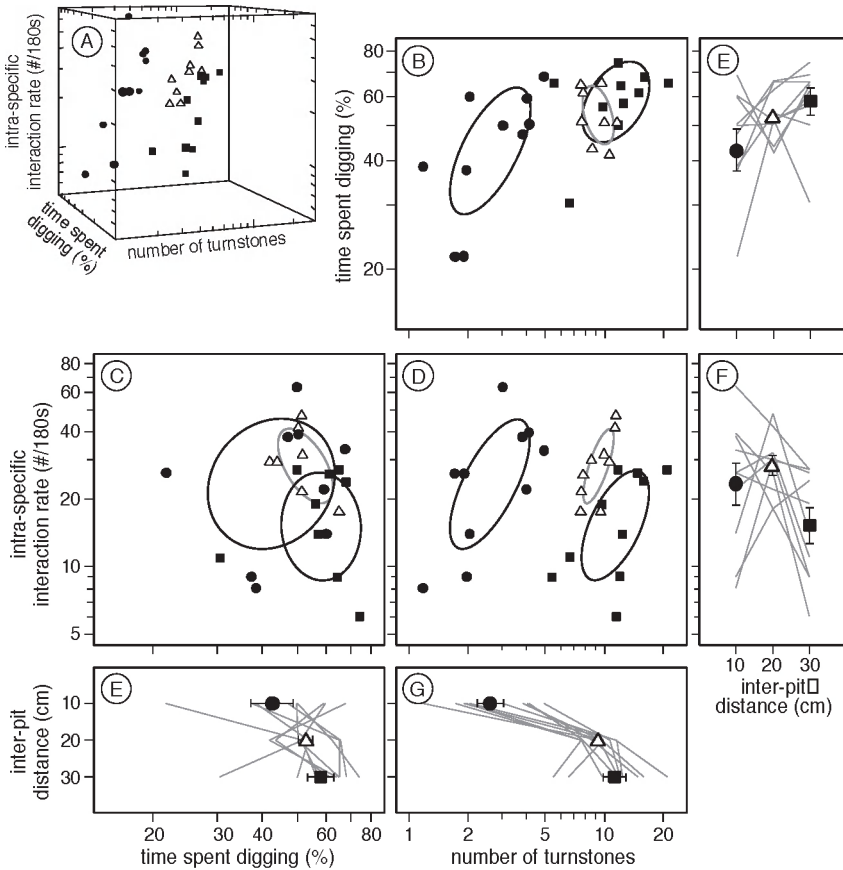 A
intra-specific
interaction rate (#/180s)
time spent
digging (%)
number of turnstones
B
time spent digging (%)
80
60
40
20
E
C
intra-specific
interaction rate (#/180s)
80
60
40
20
10
5
D
F
10 20 30
inter-pit□
distance (cm)
E
inter-pit
distance (cm)
10
20
30
20 40 60 80
time spent digging (%)
G
1 2 5 10 20
number of turnstones